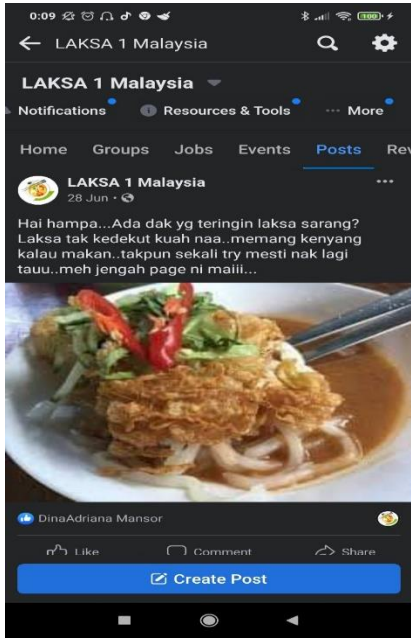 0:09
100
LAKSA 1 Malaysia
LAKSA 1 Malaysia
Notifications Resources & Tools More
Home Groups Jobs Events Posts Rev
LAKSA 1 Malaysia
28 Jun
Hai hampa...Ada dak yg teringin laksa sarang?
Laksa tak kedekut kuah naa..memang kenyang
kalau makan..takpun sekali try mesti nak lagi
tauu..meh jengah page ni maiii...
DinaAdriana Mansor
Like Comment Share
Create Post